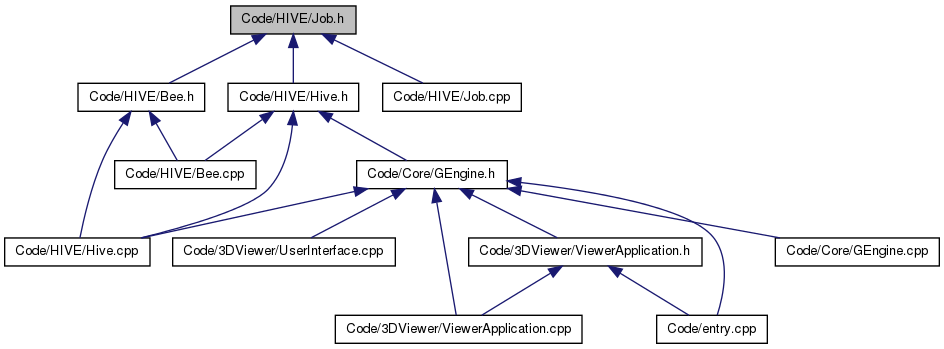 Code/HIVE/Job.h
Code/HIVE/Bee.h
Code/HIVE/Hive.h
Code/HIVE/Job.cpp
Code/HIVE/Bee.cpp
Code/Core/GEngine.h
Code/HIVE/Hive.cpp
Code/3DViewer/UserInterface.cpp
Code/3DViewer/ViewerApplication.h
Code/Core/GEngine.cpp
Code/3DViewer/ViewerApplication.cpp
Code/entry.cpp